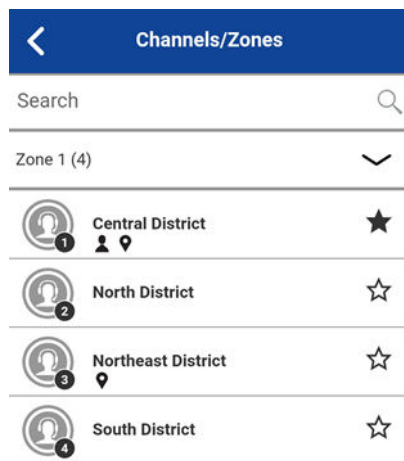 Channels/Zones
Search
Zone 1 (4)
1 Central District
2 North District
3 Northeast District
4 South District